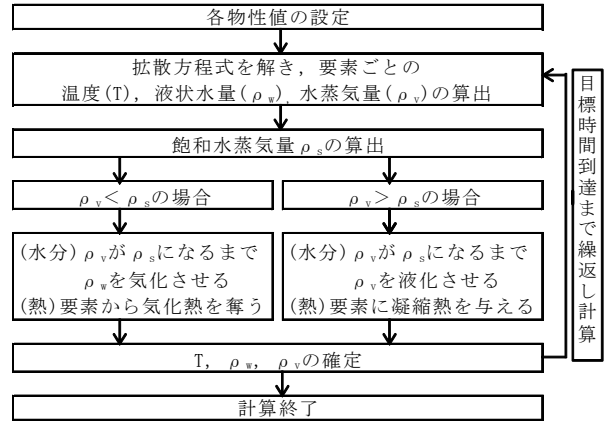 各物性値の設定
拡散方程式を解き，要素ごとの
温度(T)，液状水量(ρw)，水蒸気量(ρv)の算出
飽和水蒸気量ρsの算出
ρv＜ρsの場合
ρv＞ρsの場合
(水分)ρvがρsになるまで
ρwを気化させる
(熱)要素から気化熱を奪う
(水分)ρvがρsになるまで
ρvを液化させる
(熱)要素に凝縮熱を与える
T，ρw，ρvの確定
計算終了
目標時間到達まで繰返し計算